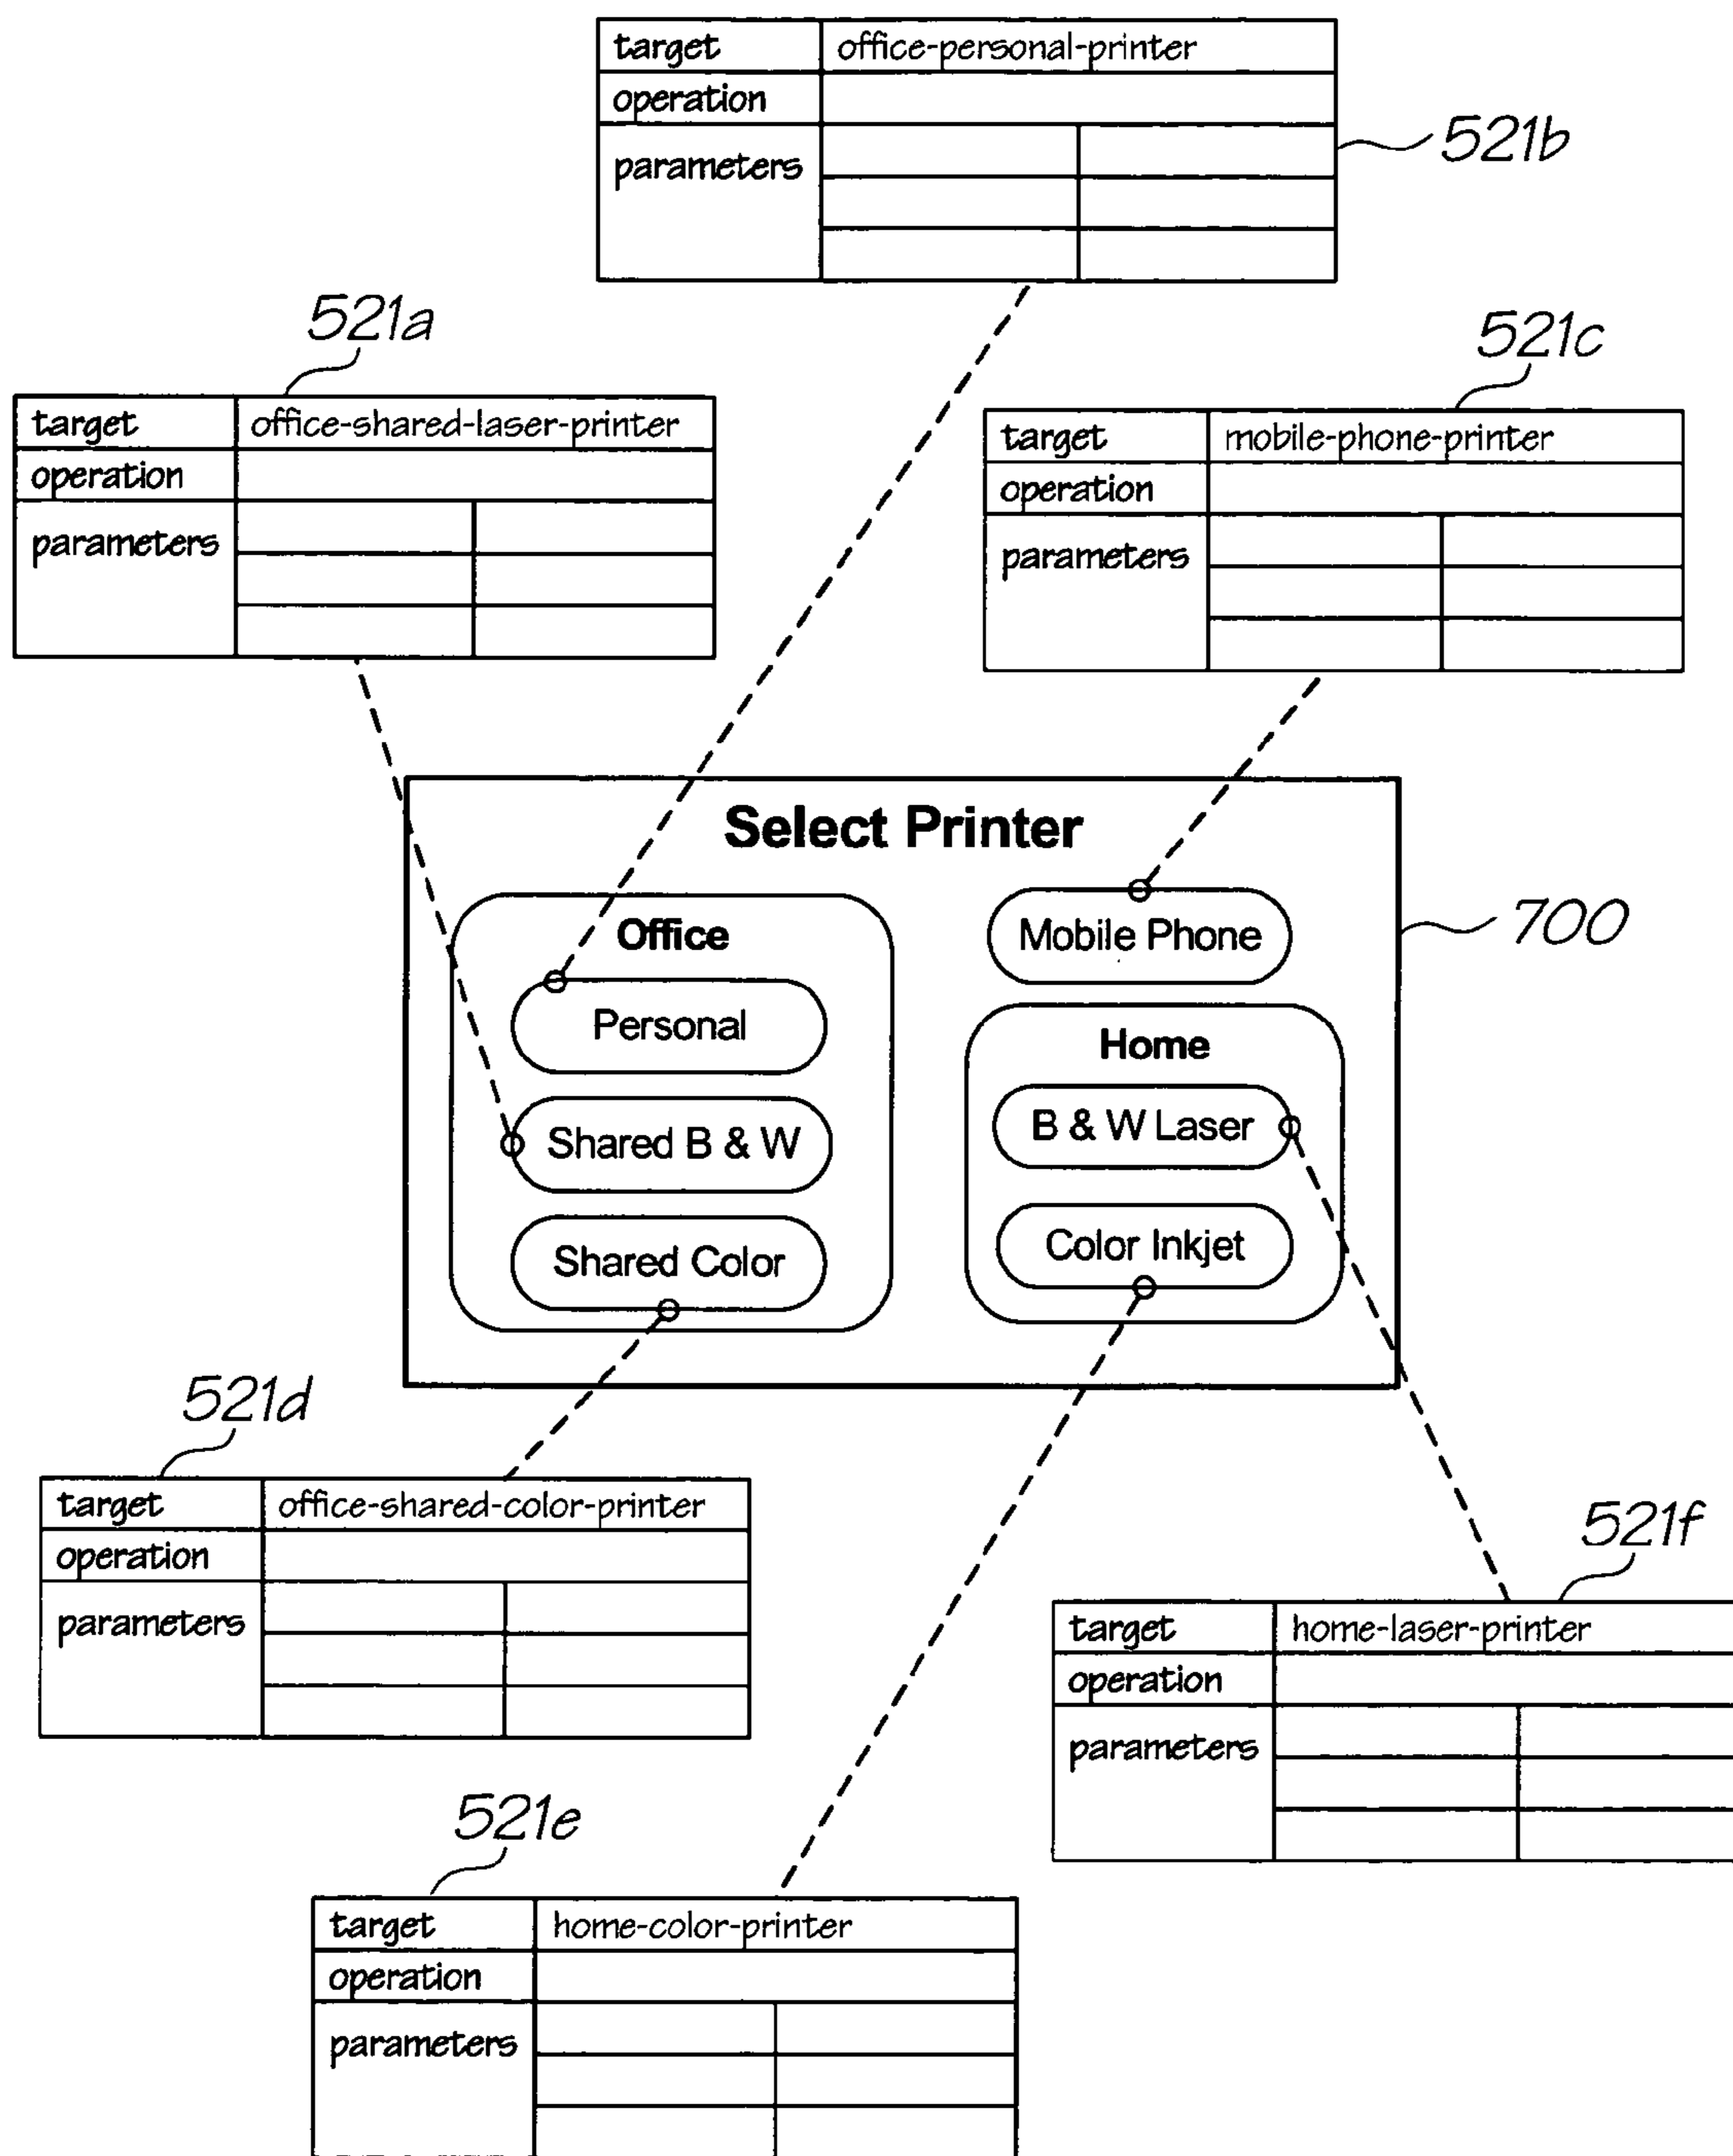 target office-personal-printer
operation
parameters
521b
521a
target office-shared-laser-printer
operation
parameters
521c
target mobile-phone-printer
operation
parameters
Select Printer
700
Office
Personal
Shared B & W
Shared Color
Mobile Phone
Home
B & W Laser
Color Inkjet
521d
target office-shared-color-printer
operation
parameters
521f
target home-laser-printer
operation
parameters
521e
target home-color-printer
operation
parameters